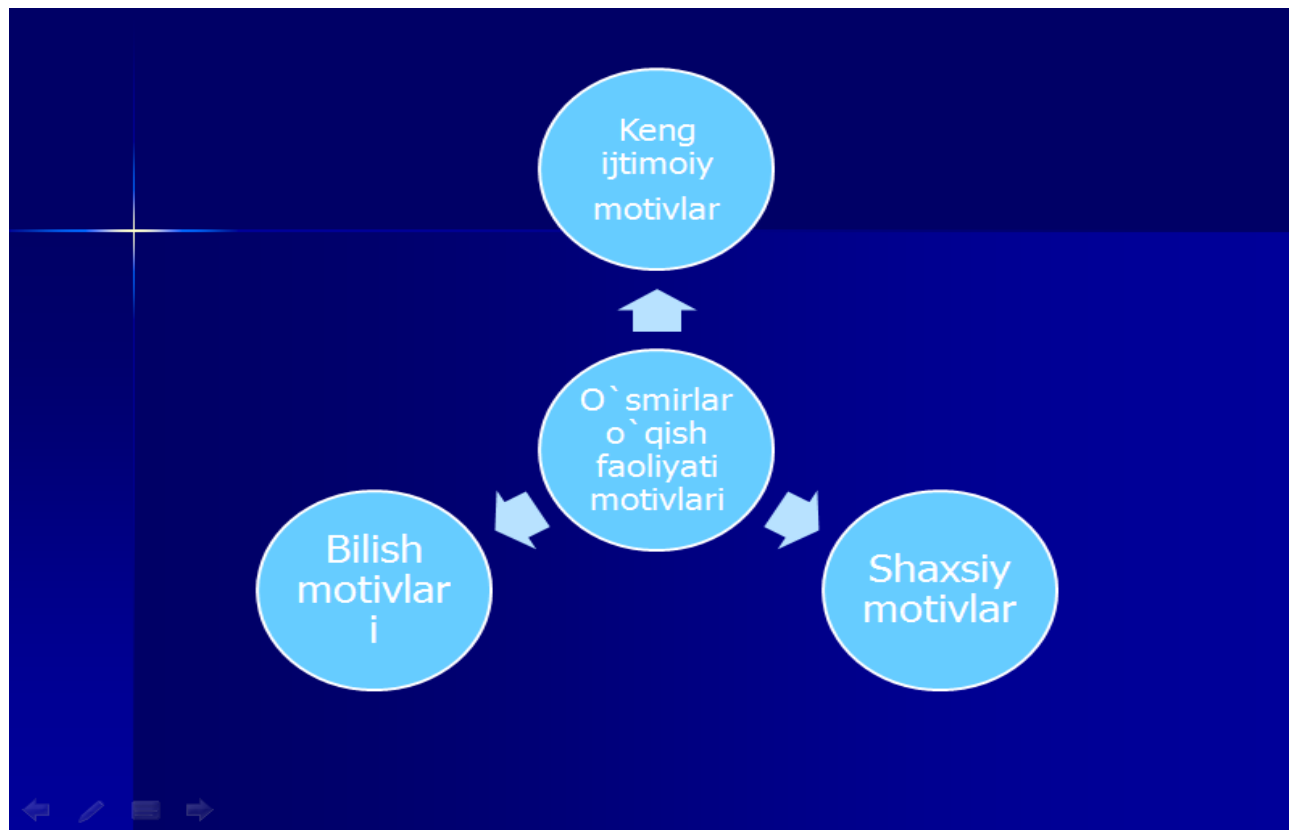 Keng
ijtimoiy
motivlar
O`smirlar
o`qish
faoliyati
motivlari
Bilish
motivlar
i
Shaxsiy
motivlar